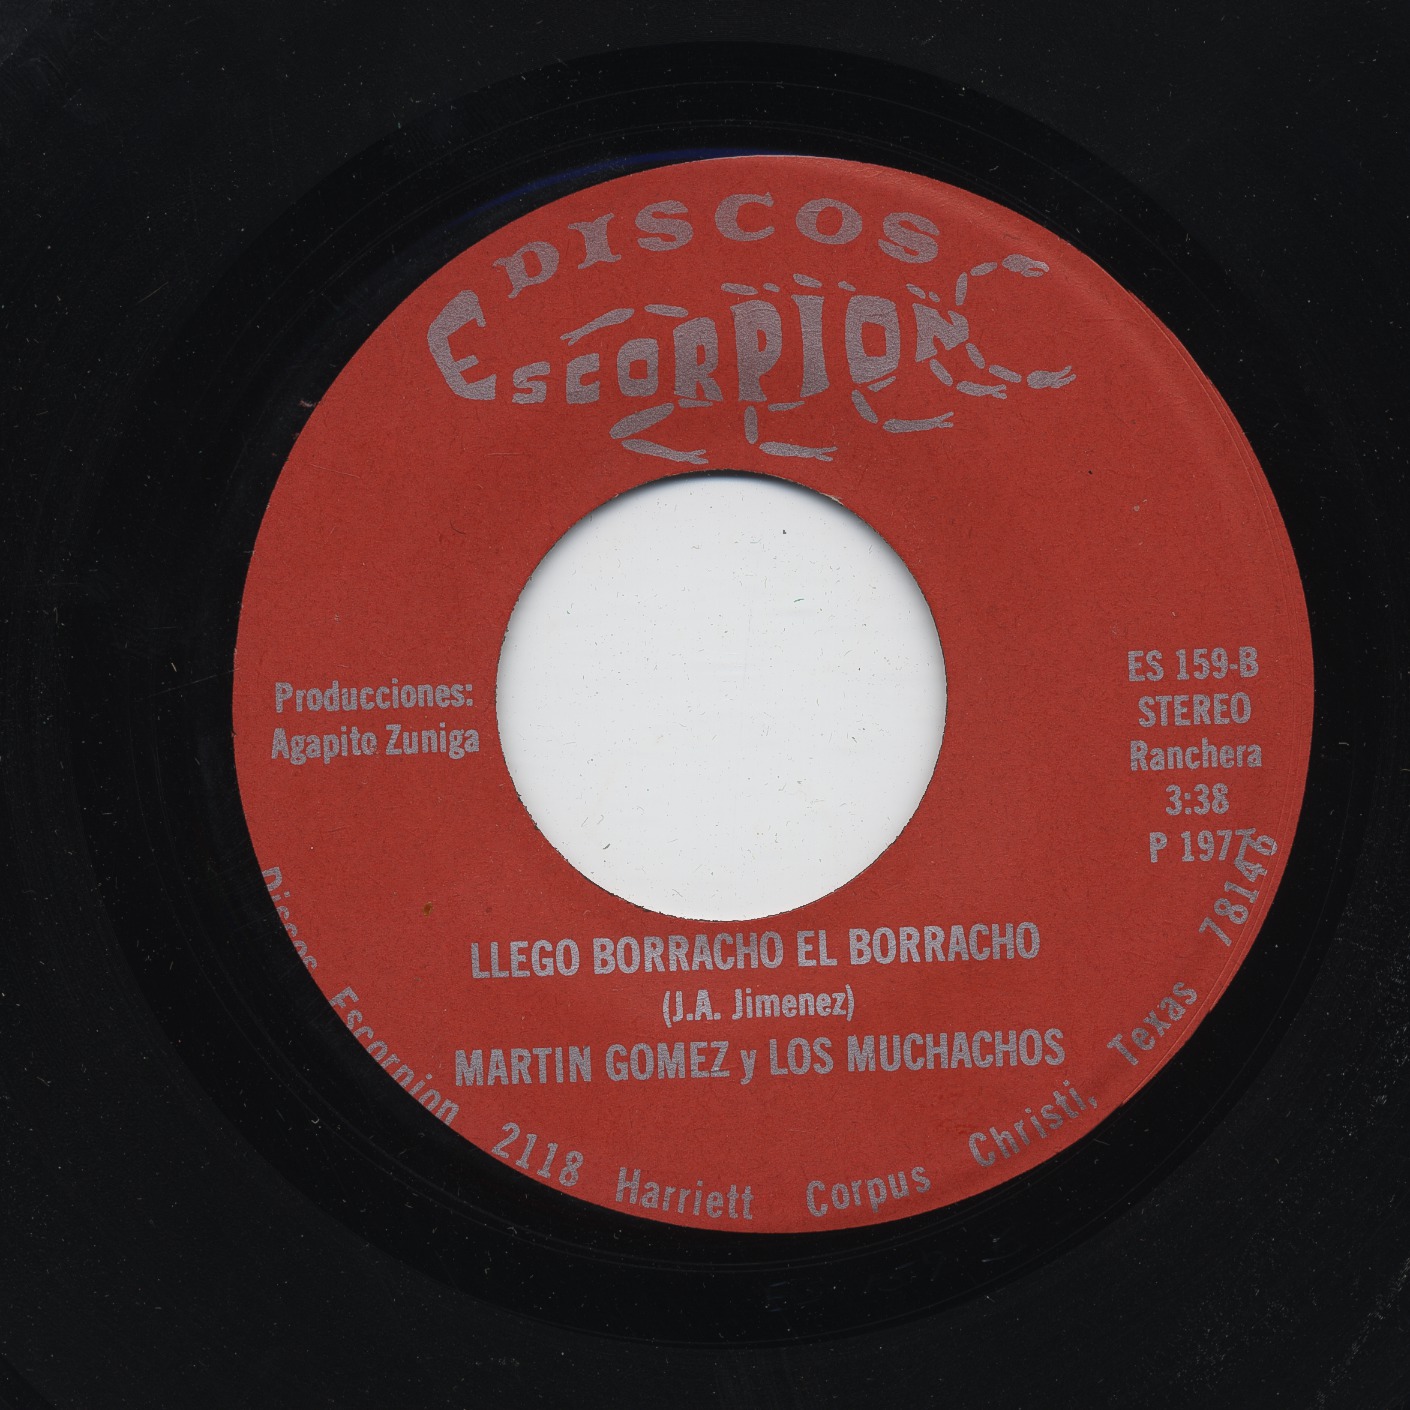 DISCOS
ESCORPION
Producciones:
Agapito Zuniga
ES 159-B
STEREO
Ranchera
3:38
P 1977
LLEGO BORRACHO EL BORRACHO
(J.A. Jimenez)
MARTIN GOMEZ y LOS MUCHACHOS
Discos Escorpion 2118 Harriett Corpus Christi, Texas 78146